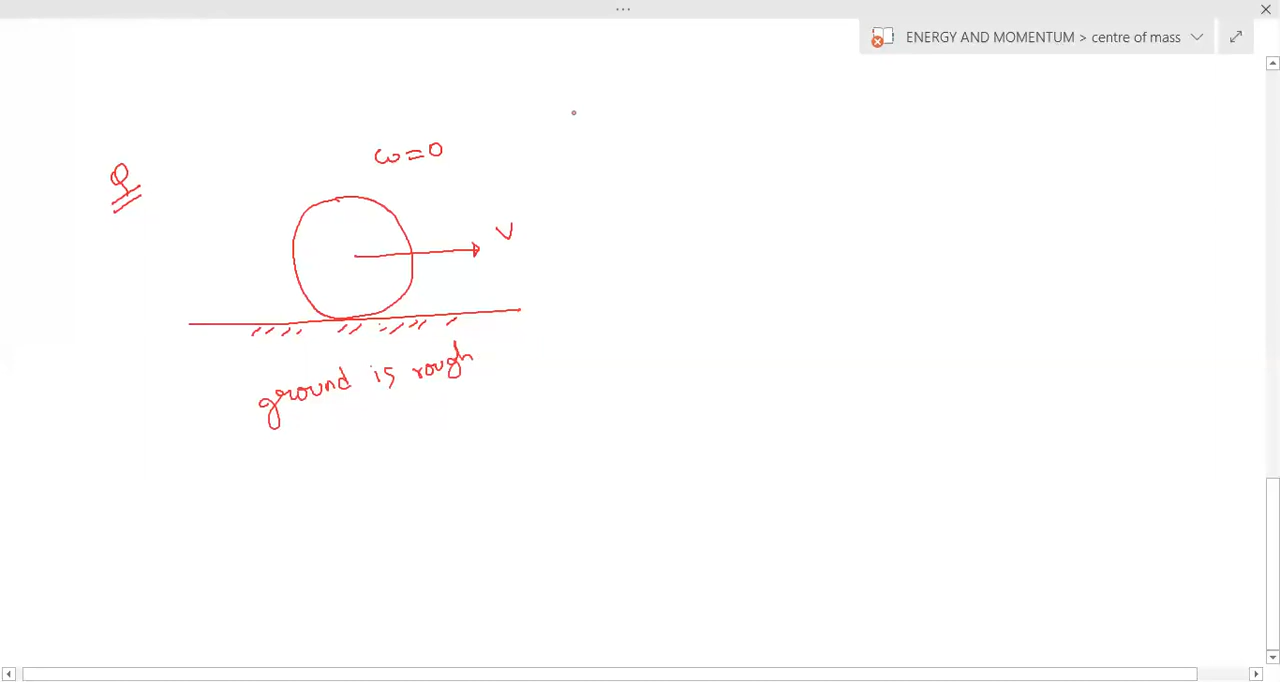 ENERGY AND MOMENTUM > centre of mass
Q
ω=0
V
ground is rough